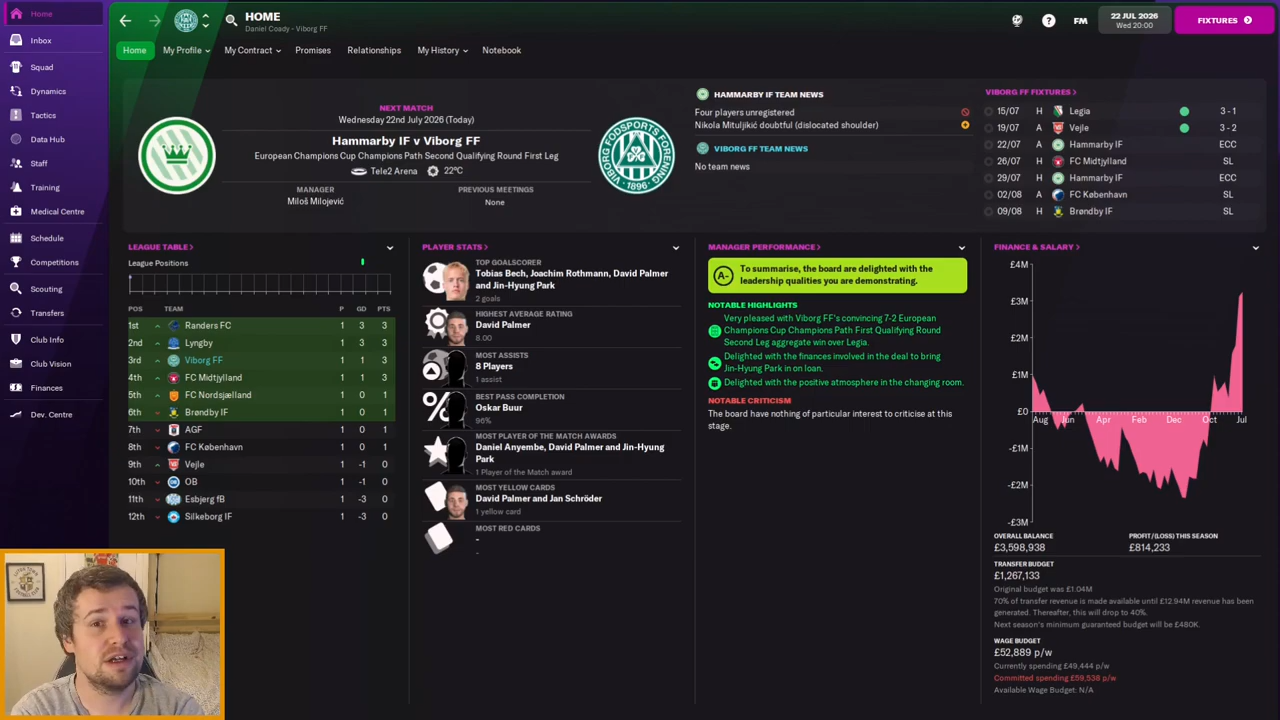 Home
Inbox
Squad
Dynamics
Tactics
Data Hub
Staff
Training
Medical Centre
Schedule
Competitions
Scouting
Transfers
Club Info
Club Vision
Finances
Dev. Centre
HOME
Daniel Coady - Viborg FF
FM
22 JUL 2026
Wed 20:00
FIXTURES
Home
My Profile
My Contract
Promises
Relationships
My History
Notebook
NEXT MATCH
Wednesday 22nd July 2026 (Today)
Hammarby IF v Viborg FF
European Champions Cup Champions Path Second Qualifying Round First Leg
Tele2 Arena 22°C
MANAGER
Miloš Milojević
PREVIOUS MEETINGS
None
VIBORG FODSPORTS FORENING
1896
HAMMARBY IF TEAM NEWS
Four players unregistered
Nikola Mituljikić doubtful (dislocated shoulder)
VIBORG FF TEAM NEWS
No team news
VIBORG FF FIXTURES >
15/07 H Legia 3 - 1
19/07 A Vejle 3 - 2
22/07 A Hammarby IF ECC
26/07 H FC Midtjylland SL
29/07 H Hammarby IF ECC
02/08 A FC København SL
09/08 H Brøndby IF SL
LEAGUE TABLE >
League Positions
POS TEAM P GD PTS
1st Randers FC 1 3 3
2nd Lyngby 1 3 3
3rd Viborg FF 1 1 3
4th FC Midtjylland 1 1 3
5th FC Nordsjælland 1 0 1
6th Brøndby IF 1 0 1
7th AGF 1 0 1
8th FC København 1 0 1
9th Vejle 1 -1 0
10th OB 1 -1 0
11th Esbjerg fB 1 -3 0
12th Silkeborg IF 1 -3 0
PLAYER STATS >
TOP GOALSCORER
Tobias Bech, Joachim Rothmann, David Palmer
and Jin-Hyung Park
2 goals
HIGHEST AVERAGE RATING
David Palmer
8.00
MOST ASSISTS
8 Players
1 assist
BEST PASS COMPLETION
Oskar Buur
96%
MOST PLAYER OF THE MATCH AWARDS
Daniel Anyembe, David Palmer and Jin-Hyung
Park
1 Player of the Match award
MOST YELLOW CARDS
David Palmer and Jan Schröder
1 yellow card
MOST RED CARDS
-
-
MANAGER PERFORMANCE >
A-
To summarise, the board are delighted with the
leadership qualities you are demonstrating.
NOTABLE HIGHLIGHTS
Very pleased with Viborg FF's convincing 7-2 European
Champions Cup Champions Path First Qualifying Round
Second Leg aggregate win over Legia.
Delighted with the finances involved in the deal to bring
Jin-Hyung Park in on loan.
Delighted with the positive atmosphere in the changing room.
NOTABLE CRITICISM
The board have nothing of particular interest to criticise at this
stage.
FINANCE & SALARY >
£4M
£3M
£2M
£1M
£0
-£1M
-£2M
-£3M
Aug Jun Apr Feb Dec Oct Jul
OVERALL BALANCE
£3,598,938
PROFIT/(LOSS) THIS SEASON
£814,233
TRANSFER BUDGET
£1,267,133
Original budget was £1.04M
70% of transfer revenue is made available until £12.94M revenue has been
generated. Thereafter, this will drop to 40%.
Next season's minimum guaranteed budget will be £480K.
WAGE BUDGET
£52,889 p/w
Currently spending £49,444 p/w
Committed spending £59,538 p/w
Available Wage Budget: N/A